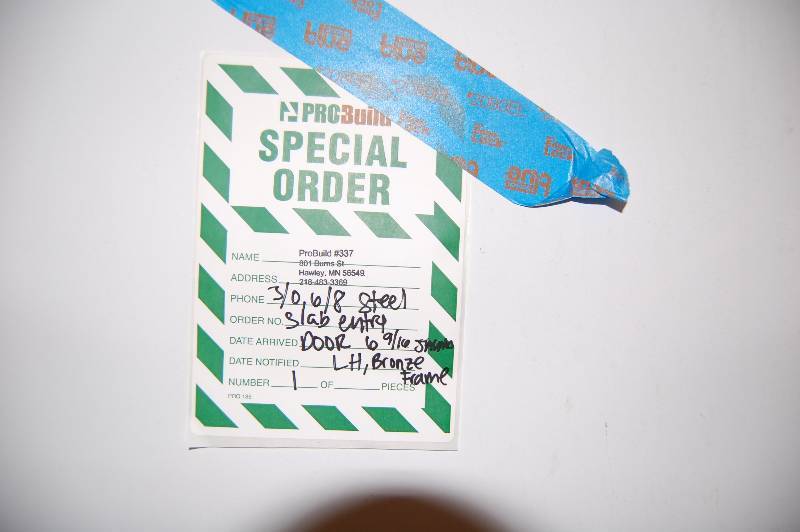 PROBuild
SPECIAL
ORDER
NAME ProBuild #337
801 Burns St
ADDRESS Hawley, MN 56549
218-483-3369
PHONE 3/0, 6/8 Steel
ORDER NO. Slab entry
DATE ARRIVED DOOR 6 9/16
DATE NOTIFIED LH, Bronze
Frame
NUMBER 1 OF PIECES